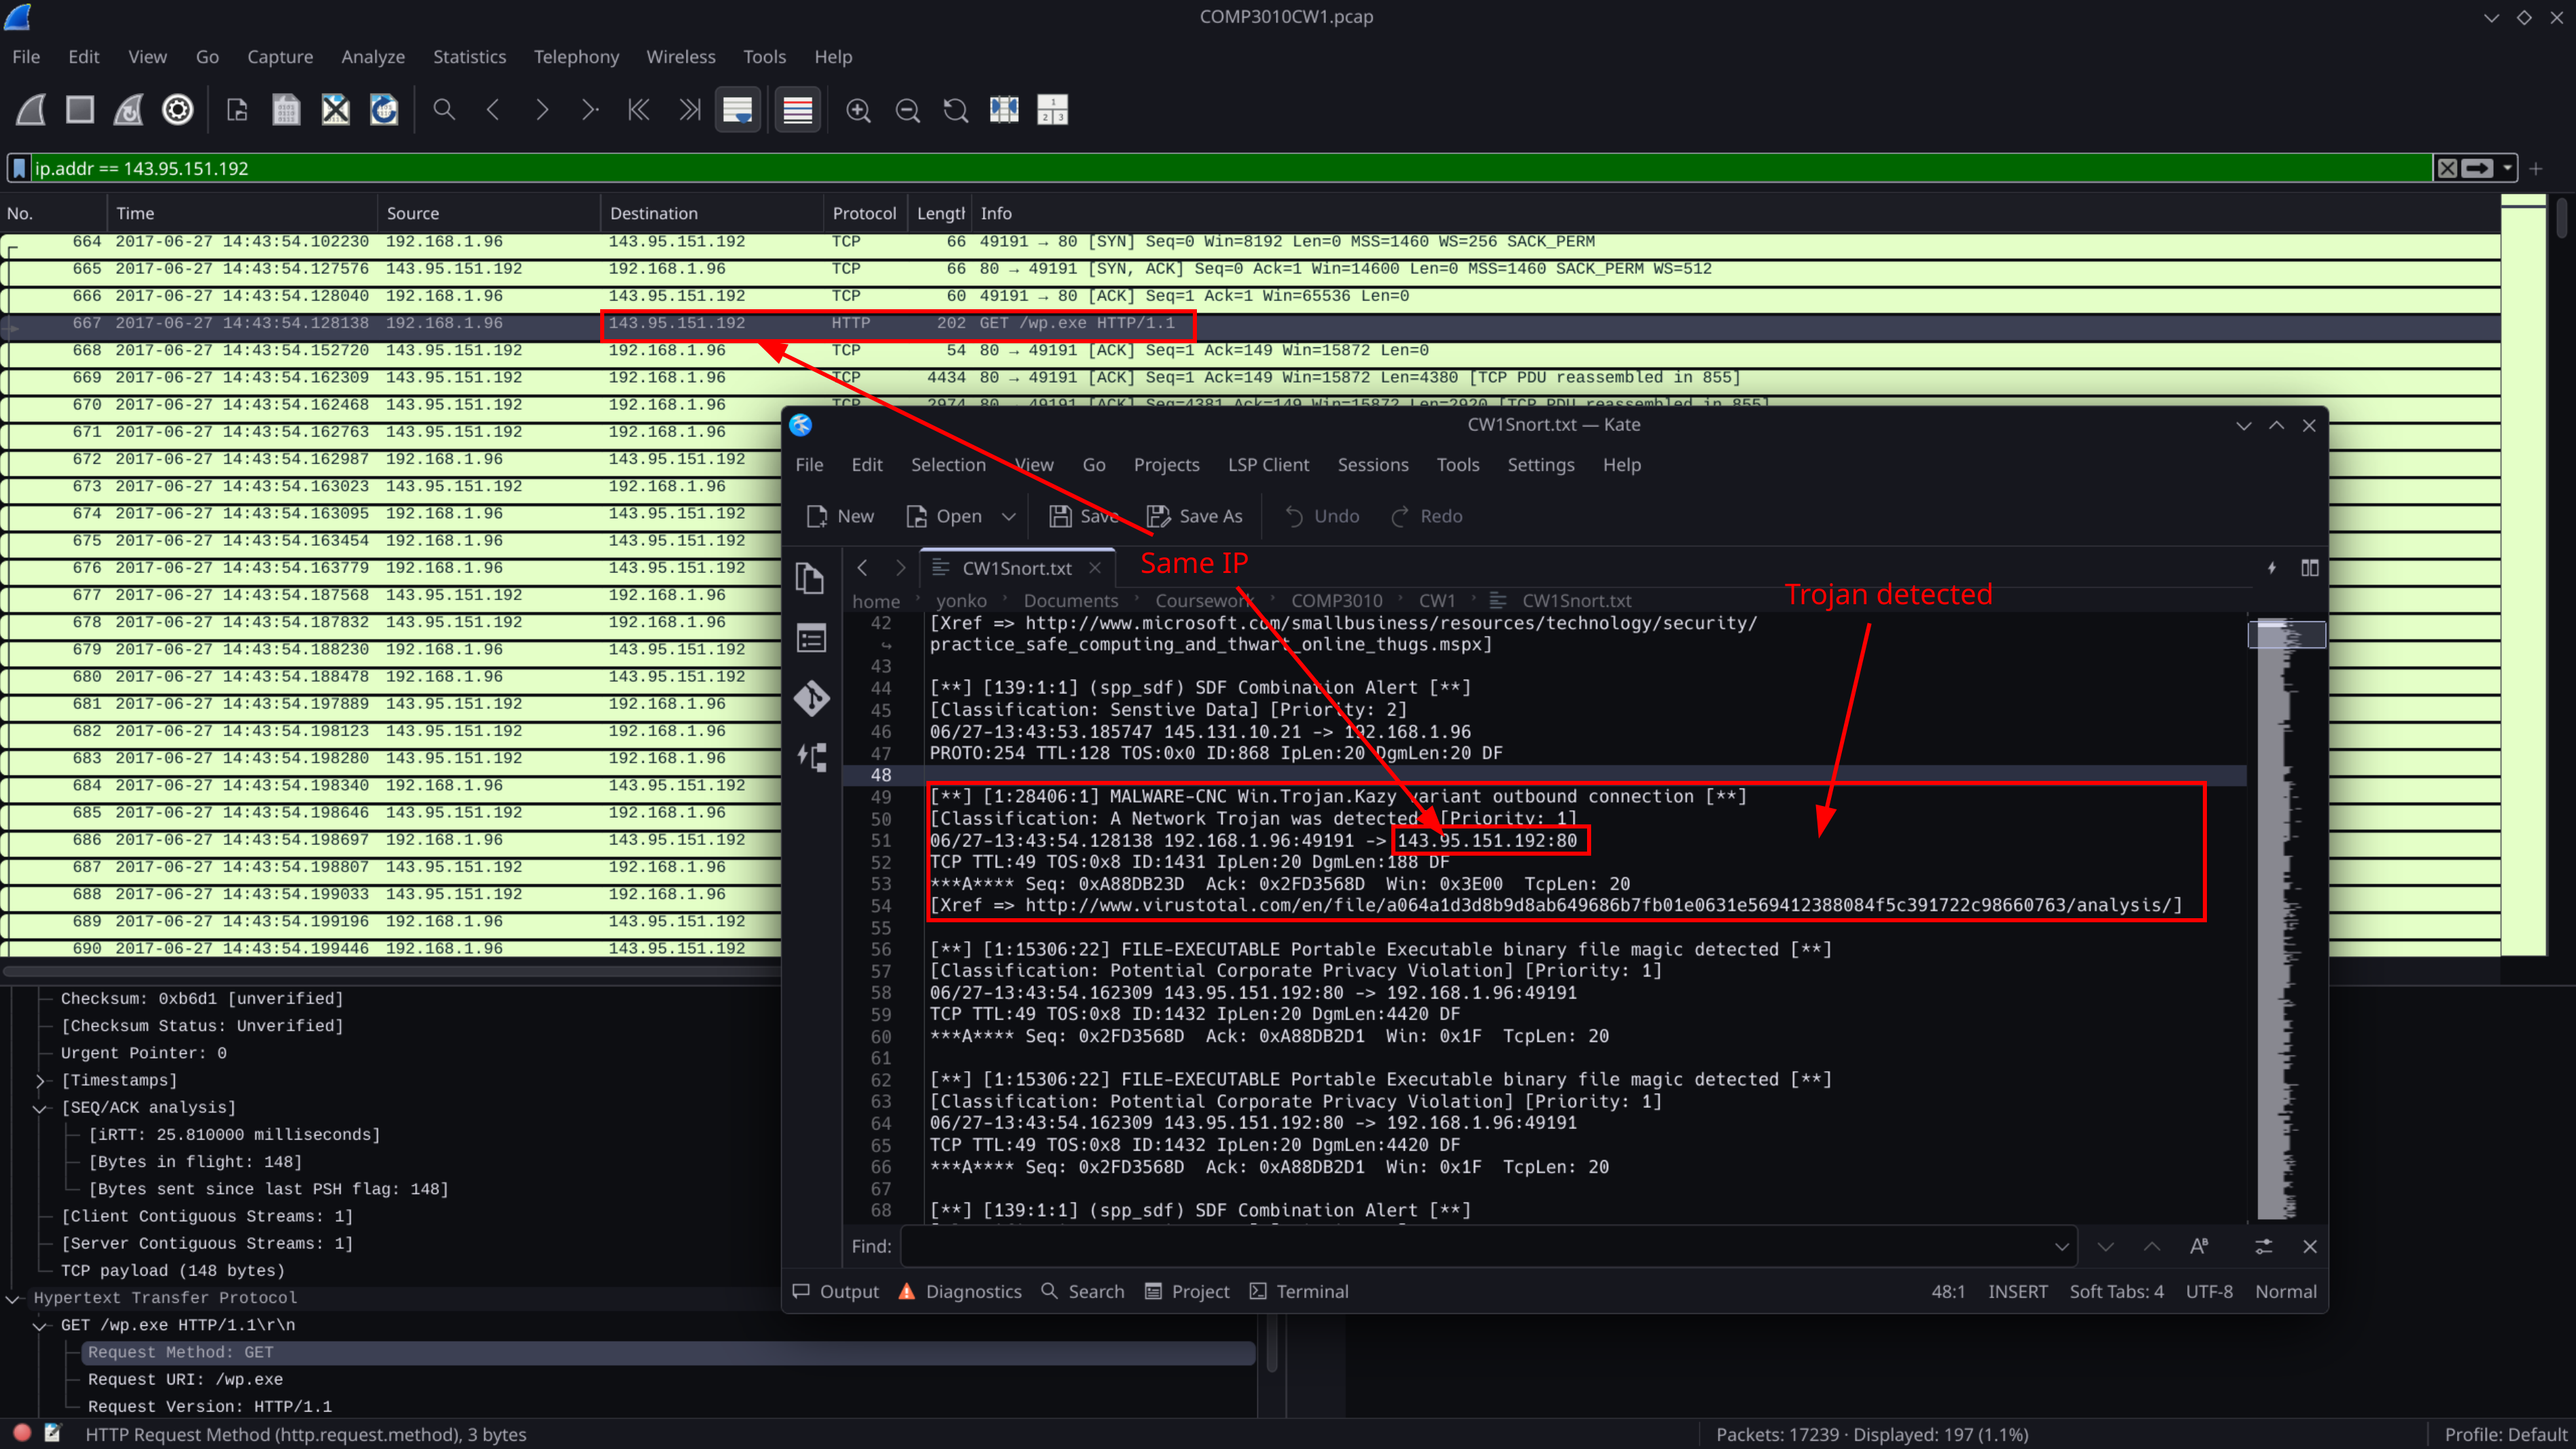 COMP3010CW1.pcap
File Edit View Go Capture Analyze Statistics Telephony Wireless Tools Help
ip.addr == 143.95.151.192
No. Time Source Destination Protocol Length Info
664 2017-06-27 14:43:54.102230 192.168.1.96 143.95.151.192 TCP 66 49191 → 80 [SYN] Seq=0 Win=8192 Len=0 MSS=1460 WS=256 SACK_PERM
665 2017-06-27 14:43:54.127576 143.95.151.192 192.168.1.96 TCP 66 80 → 49191 [SYN, ACK] Seq=0 Ack=1 Win=14600 Len=0 MSS=1460 SACK_PERM WS=512
666 2017-06-27 14:43:54.128040 192.168.1.96 143.95.151.192 TCP 60 49191 → 80 [ACK] Seq=1 Ack=1 Win=65536 Len=0
667 2017-06-27 14:43:54.128138 192.168.1.96 143.95.151.192 HTTP 202 GET /wp.exe HTTP/1.1
668 2017-06-27 14:43:54.152720 143.95.151.192 192.168.1.96 TCP 54 80 → 49191 [ACK] Seq=1 Ack=149 Win=15872 Len=0
669 2017-06-27 14:43:54.162309 143.95.151.192 192.168.1.96 TCP 4434 80 → 49191 [ACK] Seq=1 Ack=149 Win=15872 Len=4380 [TCP PDU reassembled in 855]
670 2017-06-27 14:43:54.162468 143.95.151.192 192.168.1.96 TCP 2974 80 → 49191 [ACK] Seq=4381 Ack=149 Win=15872 Len=2920 [TCP PDU reassembled in 855]
671 2017-06-27 14:43:54.162763 143.95.151.192 192.168.1.96
672 2017-06-27 14:43:54.162987 192.168.1.96 143.95.151.192
673 2017-06-27 14:43:54.163023 143.95.151.192 192.168.1.96
674 2017-06-27 14:43:54.163095 192.168.1.96 143.95.151.192
675 2017-06-27 14:43:54.163454 192.168.1.96 143.95.151.192
676 2017-06-27 14:43:54.163779 192.168.1.96 143.95.151.192
677 2017-06-27 14:43:54.187568 143.95.151.192 192.168.1.96
678 2017-06-27 14:43:54.187832 143.95.151.192 192.168.1.96
679 2017-06-27 14:43:54.188230 192.168.1.96 143.95.151.192
680 2017-06-27 14:43:54.188478 192.168.1.96 143.95.151.192
681 2017-06-27 14:43:54.197889 143.95.151.192 192.168.1.96
682 2017-06-27 14:43:54.198123 143.95.151.192 192.168.1.96
683 2017-06-27 14:43:54.198280 143.95.151.192 192.168.1.96
684 2017-06-27 14:43:54.198340 192.168.1.96 143.95.151.192
685 2017-06-27 14:43:54.198646 192.168.1.96 143.95.151.192
686 2017-06-27 14:43:54.198697 143.95.151.192 192.168.1.96
687 2017-06-27 14:43:54.198807 143.95.151.192 192.168.1.96
688 2017-06-27 14:43:54.199033 192.168.1.96 143.95.151.192
689 2017-06-27 14:43:54.199196 143.95.151.192 192.168.1.96
690 2017-06-27 14:43:54.199446 192.168.1.96 143.95.151.192
Checksum: 0xb6d1 [unverified]
[Checksum Status: Unverified]
Urgent Pointer: 0
[Timestamps]
[SEQ/ACK analysis]
[iRTT: 25.810000 milliseconds]
[Bytes in flight: 148]
[Bytes sent since last PSH flag: 148]
[Client Contiguous Streams: 1]
[Server Contiguous Streams: 1]
TCP payload (148 bytes)
Hypertext Transfer Protocol
GET /wp.exe HTTP/1.1\r\n
Request Method: GET
Request URI: /wp.exe
Request Version: HTTP/1.1
HTTP Request Method (http.request.method), 3 bytes
Packets: 17239 · Displayed: 197 (1.1%)
Profile: Default
CW1Snort.txt — Kate
File Edit Selection View Go Projects LSP Client Sessions Tools Settings Help
New Open Save Save As Undo Redo
CW1Snort.txt
Same IP
Trojan detected
home yonko Documents Coursework COMP3010 CW1 CW1Snort.txt
42 [Xref => http://www.microsoft.com/smallbusiness/resources/technology/security/
practice_safe_computing_and_thwart_online_thugs.mspx]
43
44 [**] [139:1:1] (spp_sdf) SDF Combination Alert [**]
45 [Classification: Senstive Data] [Priority: 2]
46 06/27-13:43:53.185747 145.131.10.21 -> 192.168.1.96
47 PROTO:254 TTL:128 TOS:0x0 ID:868 IpLen:20 DgmLen:20 DF
48
49 [**] [1:28406:1] MALWARE-CNC Win.Trojan.Kazy variant outbound connection [**]
50 [Classification: A Network Trojan was detected] [Priority: 1]
51 06/27-13:43:54.128138 192.168.1.96:49191 -> 143.95.151.192:80
52 TCP TTL:49 TOS:0x8 ID:1431 IpLen:20 DgmLen:188 DF
53 ***A**** Seq: 0xA88DB23D Ack: 0x2FD3568D Win: 0x3E00 TcpLen: 20
54 [Xref => http://www.virustotal.com/en/file/a064a1d3d8b9d8ab649686b7fb01e0631e569412388084f5c391722c98660763/analysis/]
55
56 [**] [1:15306:22] FILE-EXECUTABLE Portable Executable binary file magic detected [**]
57 [Classification: Potential Corporate Privacy Violation] [Priority: 1]
58 06/27-13:43:54.162309 143.95.151.192:80 -> 192.168.1.96:49191
59 TCP TTL:49 TOS:0x8 ID:1432 IpLen:20 DgmLen:4420 DF
60 ***A**** Seq: 0x2FD3568D Ack: 0xA88DB2D1 Win: 0x1F TcpLen: 20
61
62 [**] [1:15306:22] FILE-EXECUTABLE Portable Executable binary file magic detected [**]
63 [Classification: Potential Corporate Privacy Violation] [Priority: 1]
64 06/27-13:43:54.162309 143.95.151.192:80 -> 192.168.1.96:49191
65 TCP TTL:49 TOS:0x8 ID:1432 IpLen:20 DgmLen:4420 DF
66 ***A**** Seq: 0x2FD3568D Ack: 0xA88DB2D1 Win: 0x1F TcpLen: 20
67
68 [**] [139:1:1] (spp_sdf) SDF Combination Alert [**]
Find:
Output Diagnostics Search Project Terminal
48:1 INSERT Soft Tabs: 4 UTF-8 Normal